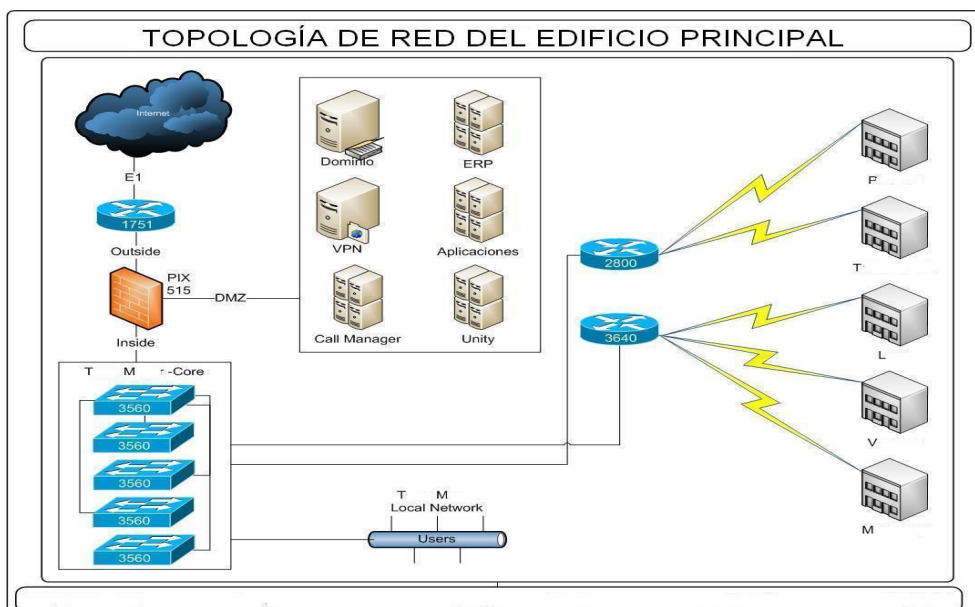 TOPOLOGÍA DE RED DEL EDIFICIO PRINCIPAL
Internet
E1
1751
Outside
PIX
515
DMZ
Inside
Dominio
ERP
VPN
Aplicaciones
Call Manager
Unity
T M r -Core
3560
3560
3560
3560
3560
2800
3640
P
T
L
V
M
T M
Local Network
Users